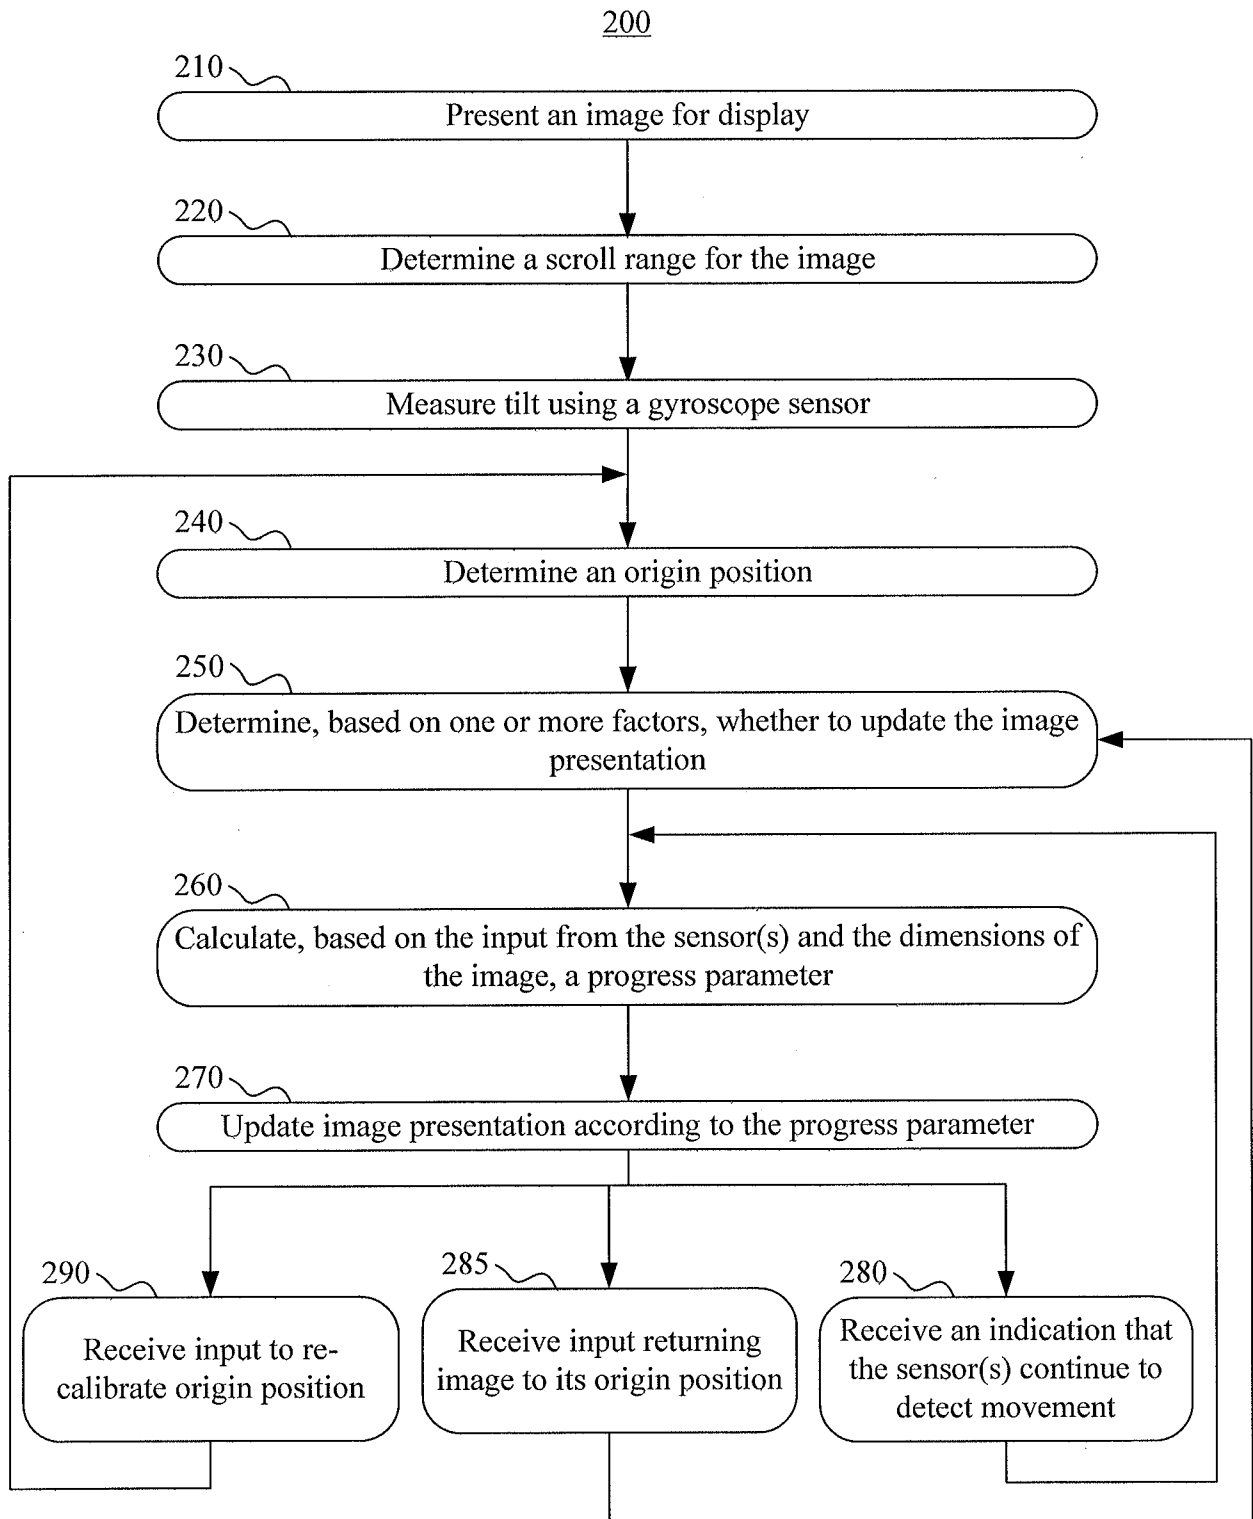 200
210
Present an image for display
220
Determine a scroll range for the image
230
Measure tilt using a gyroscope sensor
240
Determine an origin position
250
Determine, based on one or more factors, whether to update the image
presentation
260
Calculate, based on the input from the sensor(s) and the dimensions of
the image, a progress parameter
270
Update image presentation according to the progress parameter
290
Receive input to re-
calibrate origin position
285
Receive input returning
image to its origin position
280
Receive an indication that
the sensor(s) continue to
detect movement